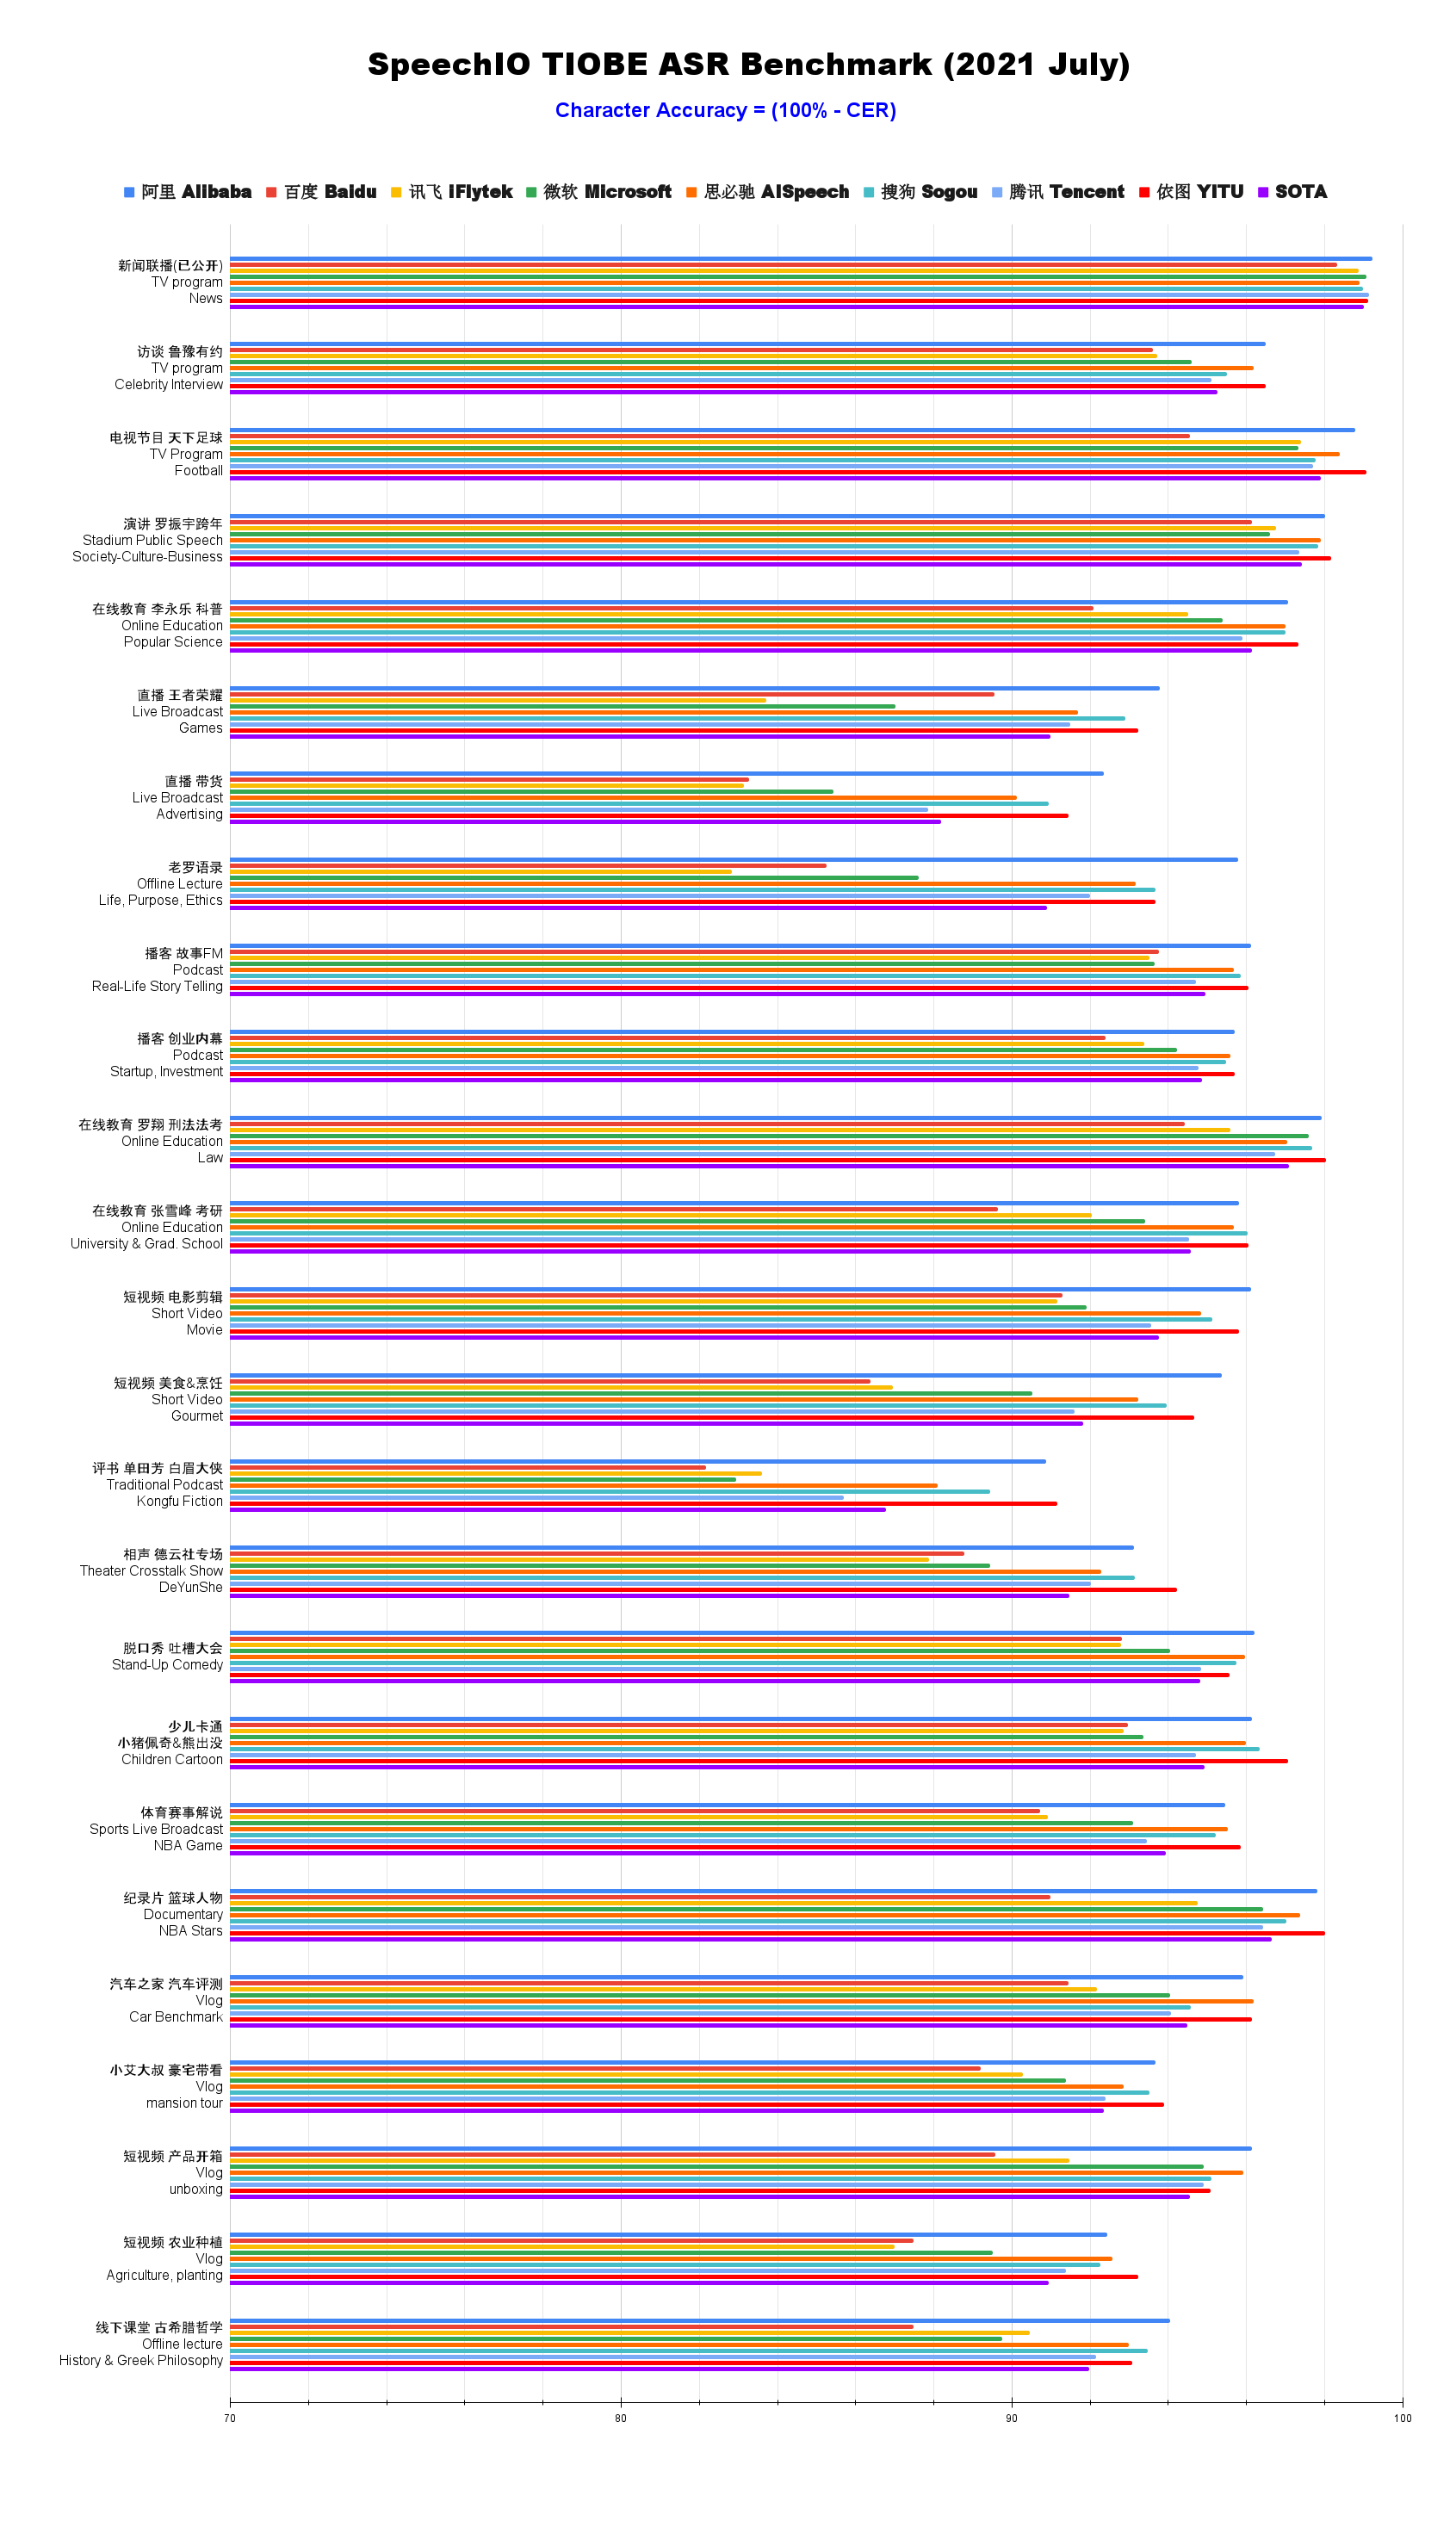 SpeechIO TIOBE ASR Benchmark (2021 July)
Character Accuracy = (100% - CER)
阿里 Alibaba 百度 Baidu 讯飞 iFlytek 微软 Microsoft 思必驰 AISpeech 搜狗 Sogou 腾讯 Tencent 依图 YITU SOTA
新闻联播(已公开)
TV program
News
访谈 鲁豫有约
TV program
Celebrity Interview
电视节目 天下足球
TV Program
Football
演讲 罗振宇跨年
Stadium Public Speech
Society-Culture-Business
在线教育 李永乐 科普
Online Education
Popular Science
直播 王者荣耀
Live Broadcast
Games
直播 带货
Live Broadcast
Advertising
老罗语录
Offline Lecture
Life, Purpose, Ethics
播客 故事FM
Podcast
Real-Life Story Telling
播客 创业内幕
Podcast
Startup, Investment
在线教育 罗翔 刑法法考
Online Education
Law
在线教育 张雪峰 考研
Online Education
University & Grad. School
短视频 电影剪辑
Short Video
Movie
短视频 美食&烹饪
Short Video
Gourmet
评书 单田芳 白眉大侠
Traditional Podcast
Kongfu Fiction
相声 德云社专场
Theater Crosstalk Show
DeYunShe
脱口秀 吐槽大会
Stand-Up Comedy
少儿卡通
小猪佩奇&熊出没
Children Cartoon
体育赛事解说
Sports Live Broadcast
NBA Game
纪录片 篮球人物
Documentary
NBA Stars
汽车之家 汽车评测
Vlog
Car Benchmark
小艾大叔 豪宅带看
Vlog
mansion tour
短视频 产品开箱
Vlog
unboxing
短视频 农业种植
Vlog
Agriculture, planting
线下课堂 古希腊哲学
Offline lecture
History & Greek Philosophy
70 80 90 100